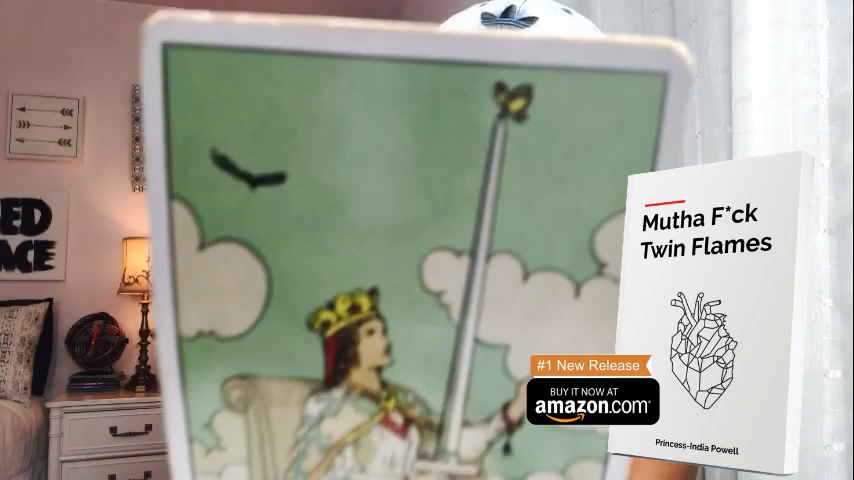 ED
ACE
Mutha F*ck
Twin Flames
#1 New Release
BUY IT NOW AT
amazon.com
Princess-India Powell